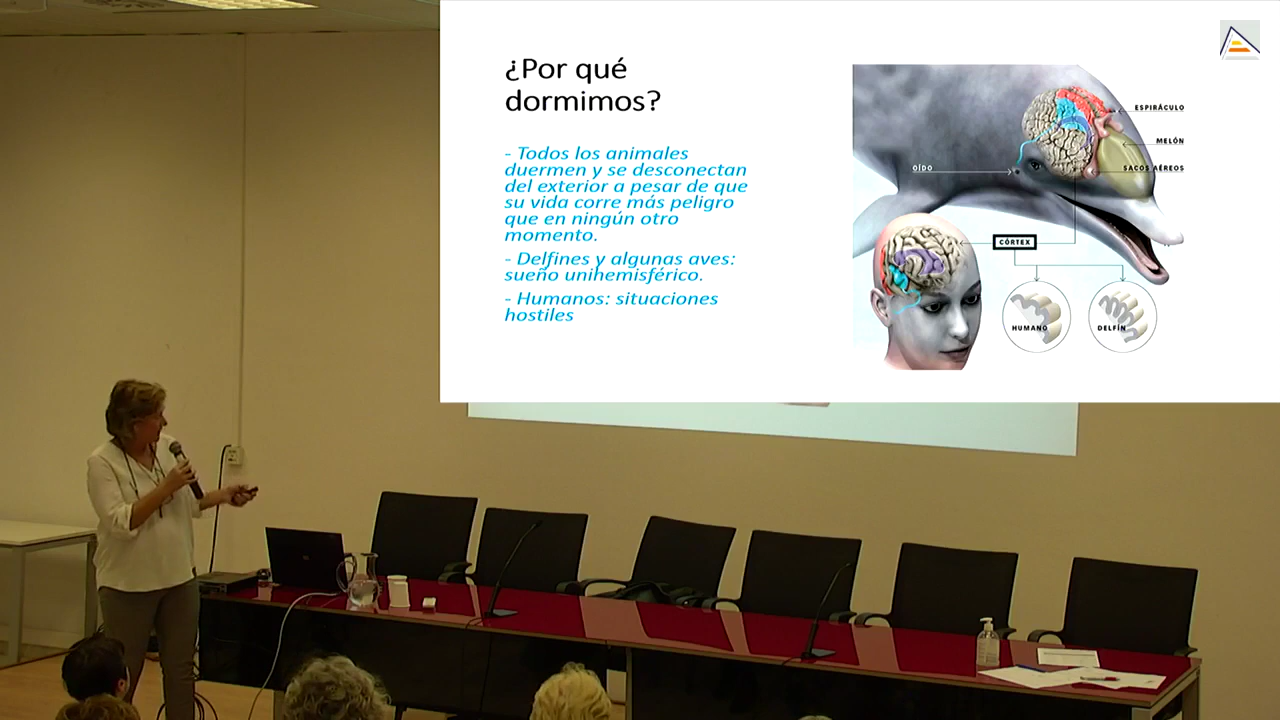 ¿Por qué
dormimos?
- Todos los animales
duermen y se desconectan
del exterior a pesar de que
su vida corre más peligro
que en ningún otro
momento.
- Delfines y algunas aves:
sueño unihemisférico.
- Humanos: situaciones
hostiles
ESPIRÁCULO
MELÓN
SACOS AÉREOS
OÍDO
CÓRTEX
HUMANO
DELFÍN